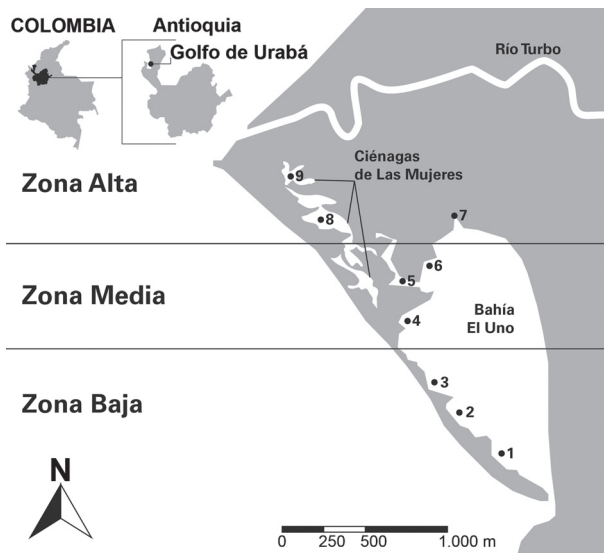 COLOMBIA
Antioquia
Golfo de Urabá
Río Turbo
Ciénagas
de Las Mujeres
Zona Alta
9
8
7
Zona Media
6
5
4
Bahía
El Uno
Zona Baja
3
2
1
N
0 250 500 1.000 m